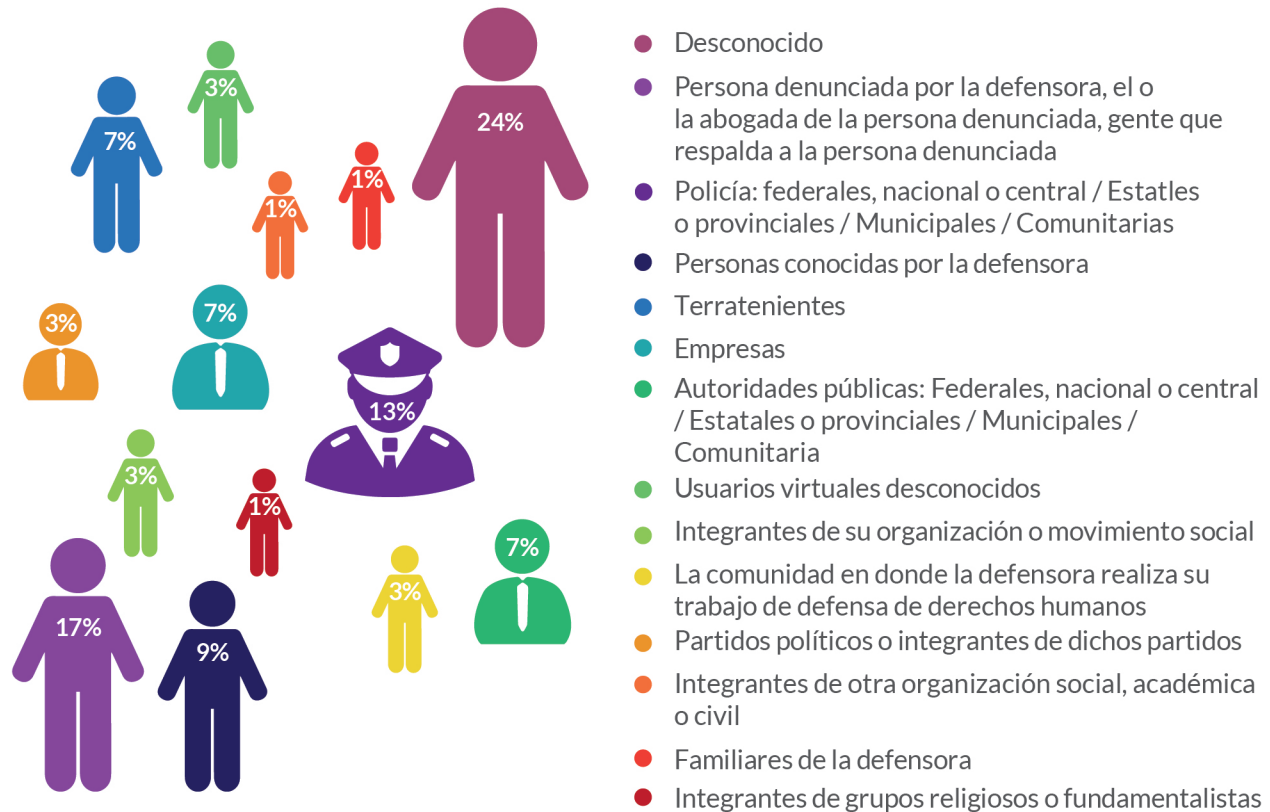 3%
24%
7%
1%
1%
3%
7%
13%
3%
1%
7%
3%
17%
9%
Desconocido
Persona denunciada por la defensora, el o
la abogada de la persona denunciada, gente que
respalda a la persona denunciada
Policía: federales, nacional o central / Estatles
o provinciales / Municipales / Comunitarias
Personas conocidas por la defensora
Terratenientes
Empresas
Autoridades públicas: Federales, nacional o central
/ Estatales o provinciales / Municipales /
Comunitaria
Usuarios virtuales desconocidos
Integrantes de su organización o movimiento social
La comunidad en donde la defensora realiza su
trabajo de defensa de derechos humanos
Partidos políticos o integrantes de dichos partidos
Integrantes de otra organización social, académica
o civil
Familiares de la defensora
Integrantes de grupos religiosos o fundamentalistas